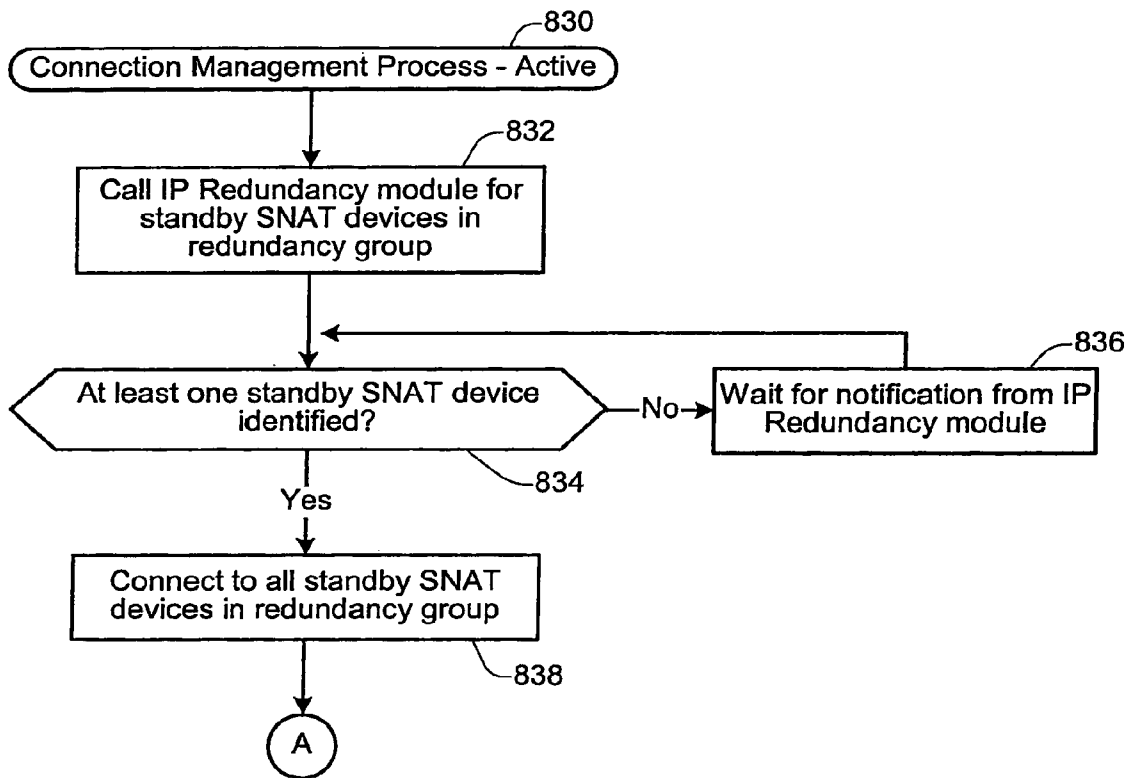 830
Connection Management Process - Active
832
Call IP Redundancy module for
standby SNAT devices in
redundancy group
836
At least one standby SNAT device
identified?
No
Wait for notification from IP
Redundancy module
834
Yes
Connect to all standby SNAT
devices in redundancy group
838
A